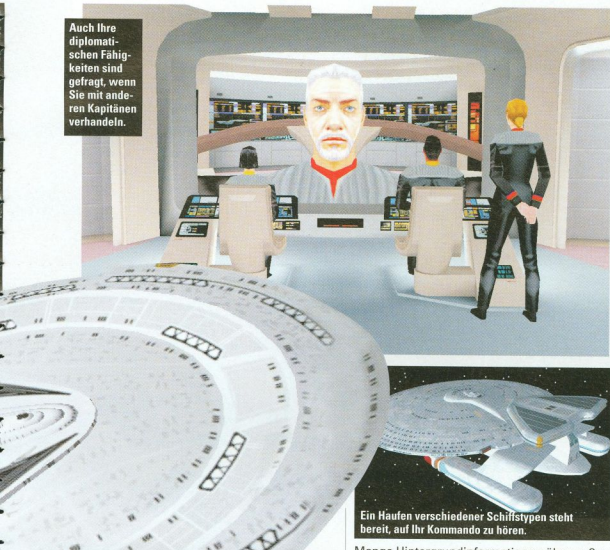 Auch Ihre
diplomati-
schen Fähig-
keiten sind
gefragt, wenn
Sie mit ande-
ren Kapitänen
verhandeln.
Ein Haufen verschiedener Schiffstypen steht
bereit, auf Ihr Kommando zu hören.